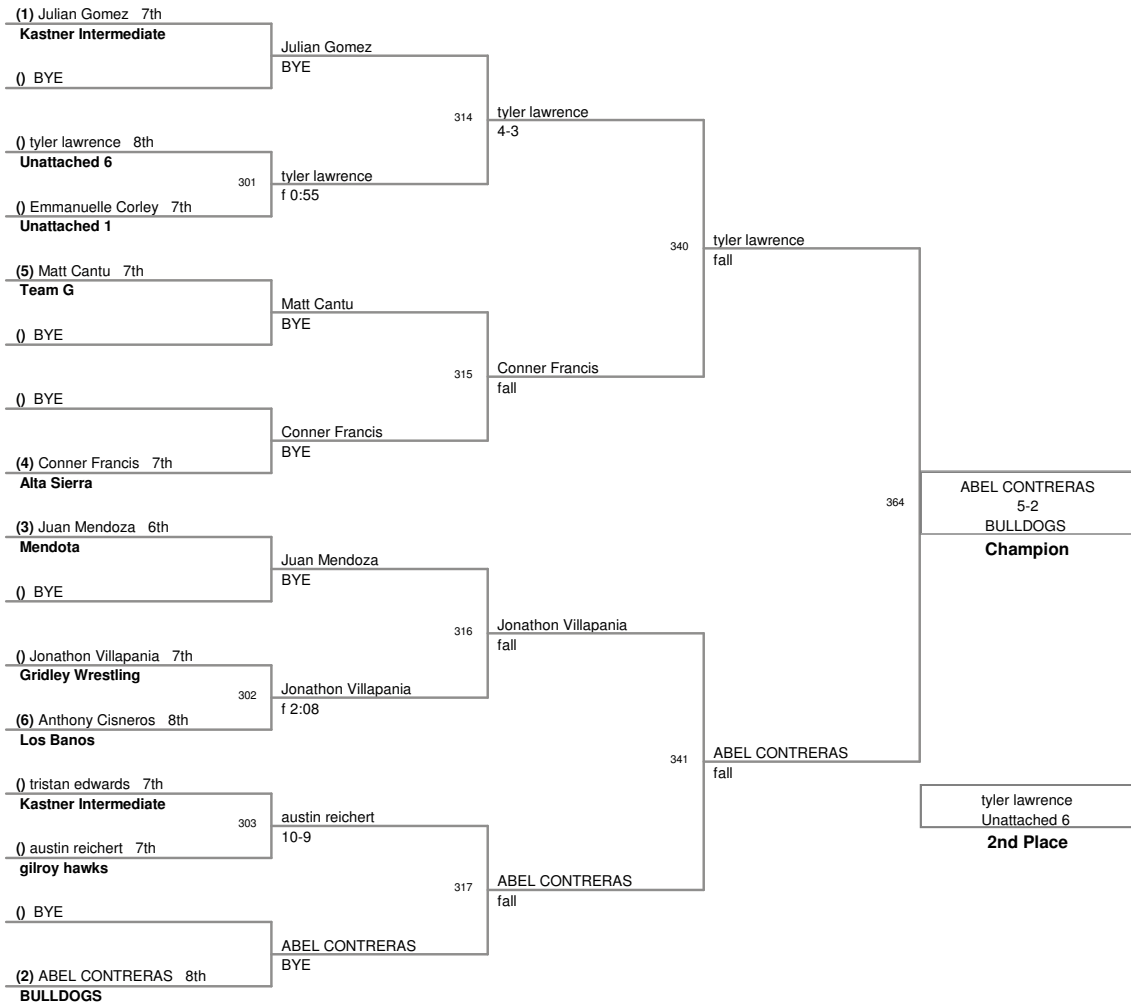 (1) Julian Gomez 7th
Kastner Intermediate
() BYE
() tyler lawrence 8th
Unattached 6
() Emmanuelle Corley 7th
Unattached 1
(5) Matt Cantu 7th
Team G
() BYE
() BYE
(4) Conner Francis 7th
Alta Sierra
(3) Juan Mendoza 6th
Mendota
() BYE
() Jonathon Villapania 7th
Gridley Wrestling
(6) Anthony Cisneros 8th
Los Banos
() tristan edwards 7th
Kastner Intermediate
() austin reichert 7th
gilroy hawks
() BYE
(2) ABEL CONTRERAS 8th
BULLDOGS
Julian Gomez
BYE
301
tyler lawrence
f 0:55
Matt Cantu
BYE
Conner Francis
BYE
Juan Mendoza
BYE
302
Jonathon Villapania
f 2:08
303
austin reichert
10-9
ABEL CONTRERAS
BYE
314
tyler lawrence
4-3
315
Conner Francis
fall
316
Jonathon Villapania
fall
317
ABEL CONTRERAS
fall
340
tyler lawrence
fall
341
ABEL CONTRERAS
fall
364
ABEL CONTRERAS
5-2
BULLDOGS
Champion
tyler lawrence
Unattached 6
2nd Place